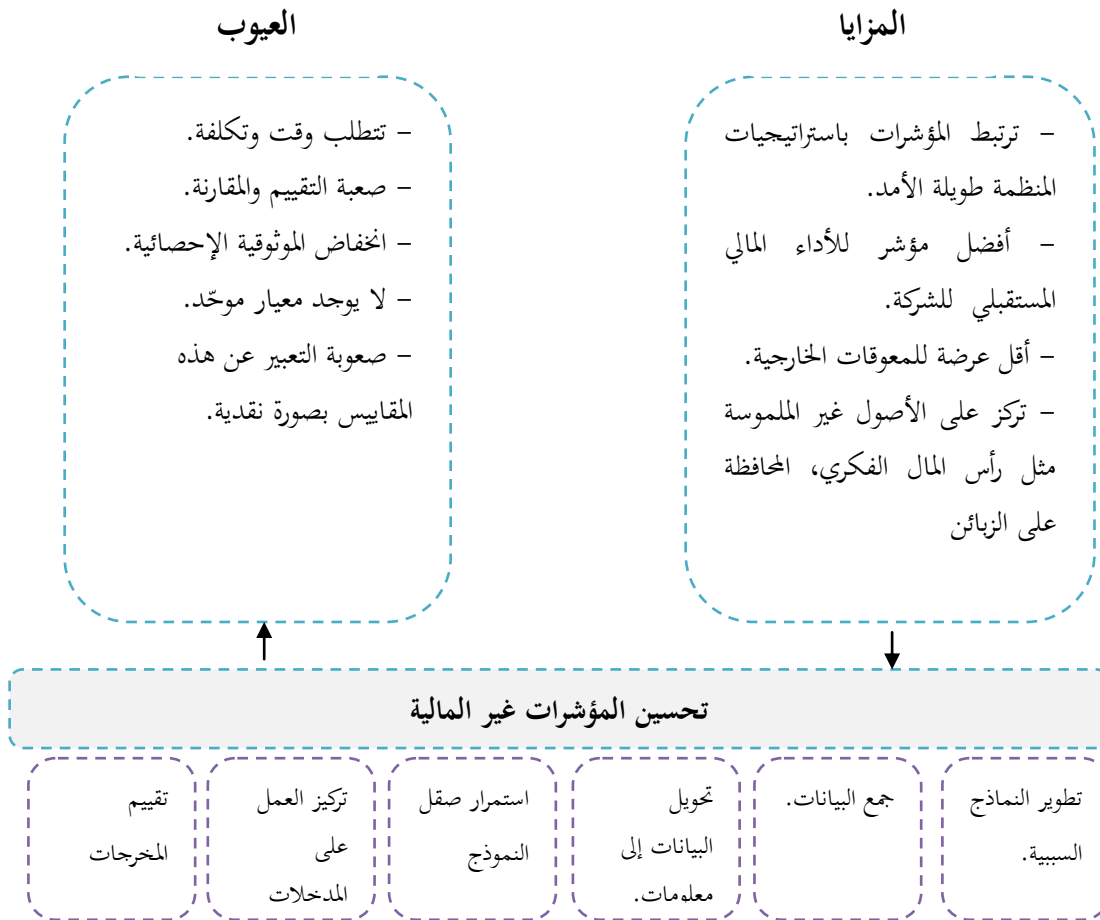 المزايا
العيوب
– ترتبط المؤشرات باستراتيجيات
المنظمة طويلة الأمد.
– أفضل مؤشر للأداء المالي
المستقبلي للشركة.
– أقل عرضة للمعوقات الخارجية.
– تركز على الأصول غير الملموسة
مثل رأس المال الفكري، المحافظة
على الزبائن
– تتطلب وقت وتكلفة.
– صعبة التقييم والمقارنة.
– انخفاض الموثوقية الإحصائية.
– لا يوجد معيار موحّد.
– صعوبة التعبير عن هذه
المقاييس بصورة نقدية.
تحسين المؤشرات غير المالية
تطوير النماذج
السببية.
جمع البيانات.
تحويل
البيانات إلى
معلومات.
استمرار صقل
النموذج
تركيز العمل
على
المدخلات
تقييم
المخرجات